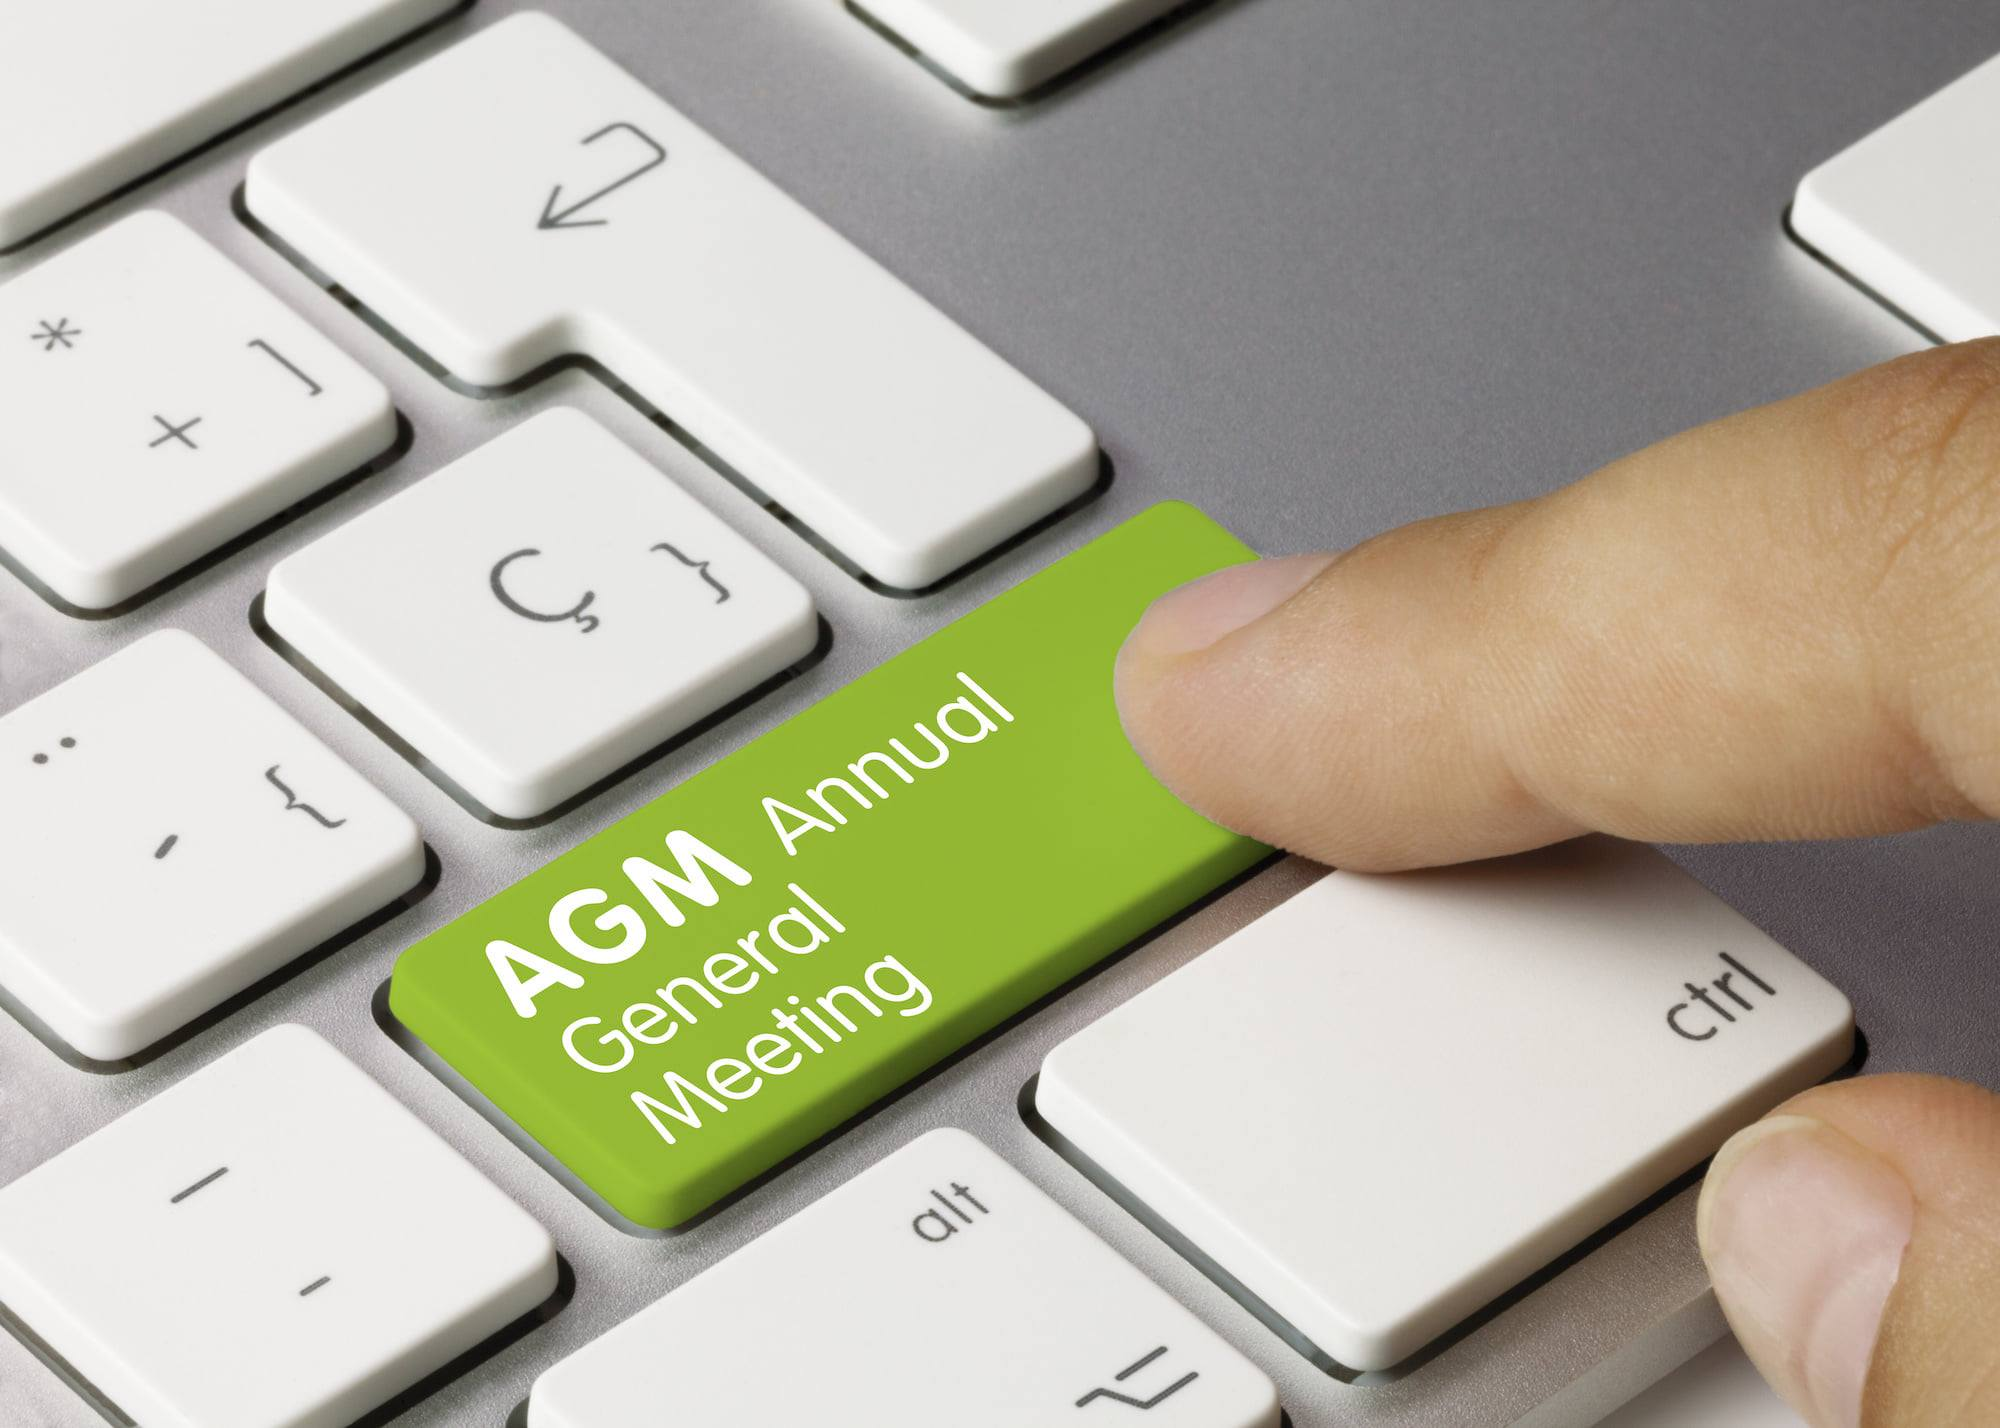 * ]
+
Ç }
¨ {
´
AGM Annual
General
Meeting
ctrl
_
-
alt
⌥